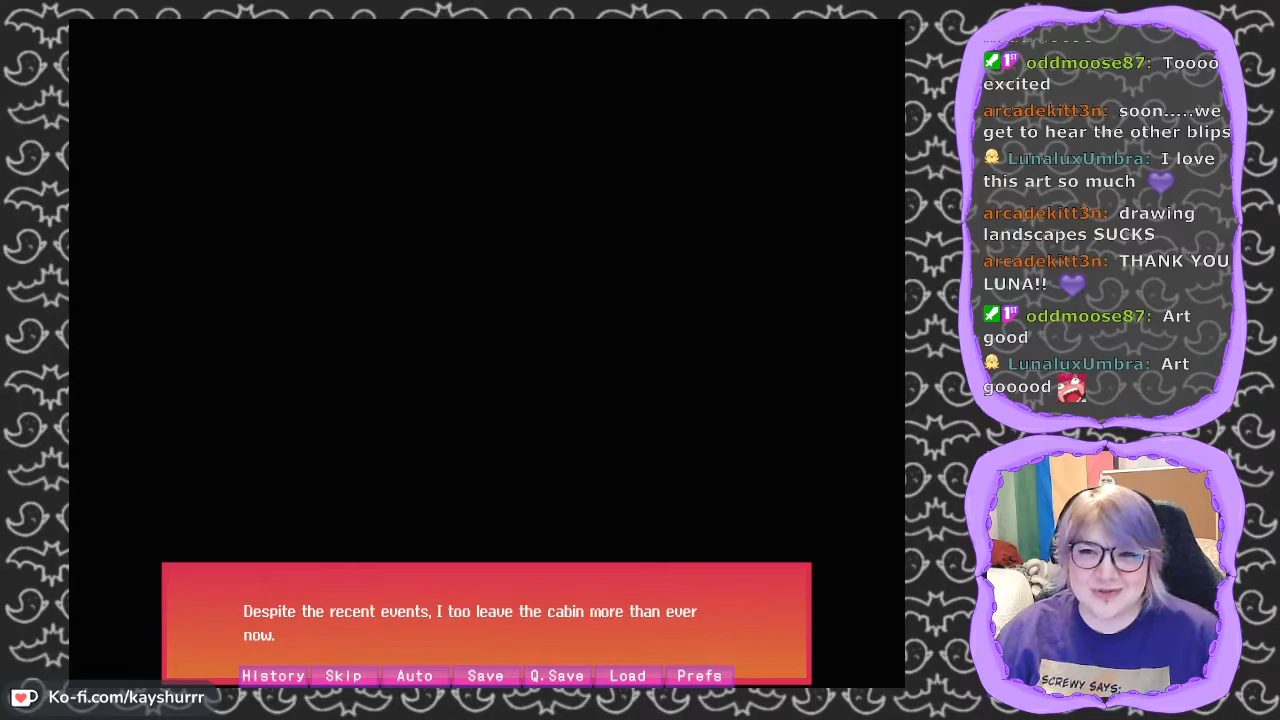 oddmoose87: Toooo
excited
arcadekitt3n: soon.....we
get to hear the other blips
LunaluxUmbra: I love
this art so much
arcadekitt3n: drawing
landscapes SUCKS
arcadekitt3n: THANK YOU
LUNA!!
oddmoose87: Art
good
LunaluxUmbra: Art
gooood
Despite the recent events, I too leave the cabin more than ever
now.
History Skip Auto Save Q.Save Load Prefs
SCREWY SAYS:
Ko-fi.com/kayshurrr